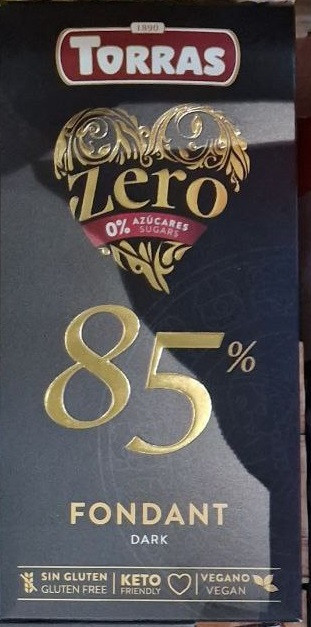 1890
TORRAS
Zero
0% AZÚCARES
SUGARS
85%
FONDANT
DARK
SIN GLUTEN
GLUTEN FREE
KETO
FRIENDLY
VEGANO
VEGAN